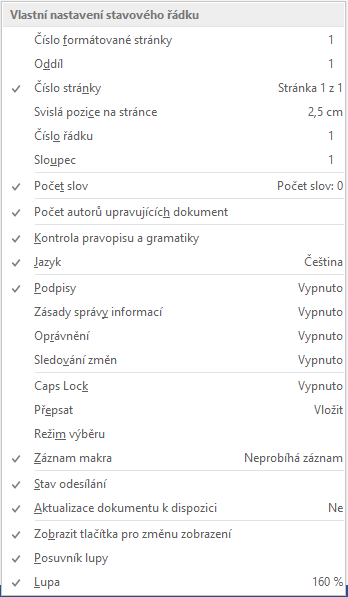 Vlastní nastavení stavového řádku
Číslo formátované stránky 1
Oddíl 1
Číslo stránky Stránka 1 z 1
Svislá pozice na stránce 2,5 cm
Číslo řádku 1
Sloupec 1
Počet slov Počet slov: 0
Počet autorů upravujících dokument
Kontrola pravopisu a gramatiky
Jazyk Čeština
Podpisy Vypnuto
Zásady správy informací Vypnuto
Oprávnění Vypnuto
Sledování změn Vypnuto
Caps Lock Vypnuto
Přepsat Vložit
Režim výběru
Záznam makra Neprobíhá záznam
Stav odesílání
Aktualizace dokumentu k dispozici Ne
Zobrazit tlačítka pro změnu zobrazení
Posuvník lupy
Lupa 160 %